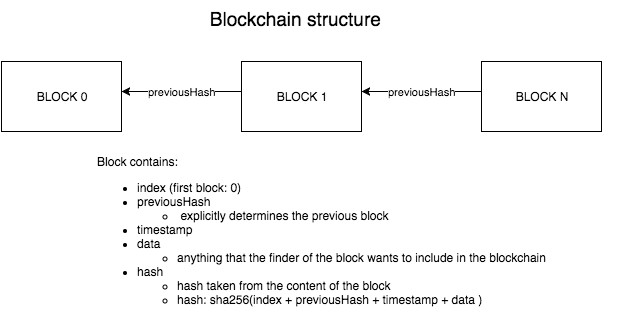 Blockchain structure
BLOCK 0
previousHash
BLOCK 1
previousHash
BLOCK N
Block contains:
index (first block: 0)
previousHash
explicitly determines the previous block
timestamp
data
anything that the finder of the block wants to include in the blockchain
hash
hash taken from the content of the block
hash: sha256(index + previousHash + timestamp + data )